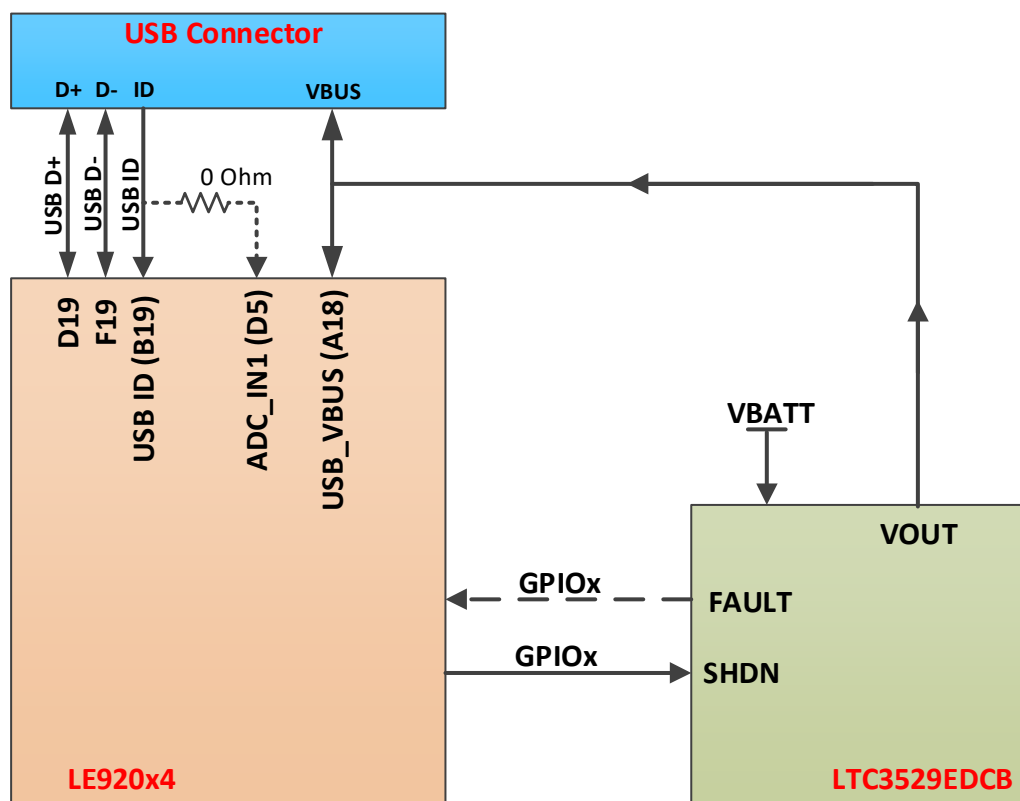 USB Connector
D+ D- ID VBUS
USB D+
USB D-
USB ID
0 Ohm
D19
F19
USB ID (B19)
ADC_IN1 (D5)
USB_VBUS (A18)
VBATT
VOUT
GPIOx
FAULT
GPIOx
SHDN
LE920x4
LTC3529EDCB